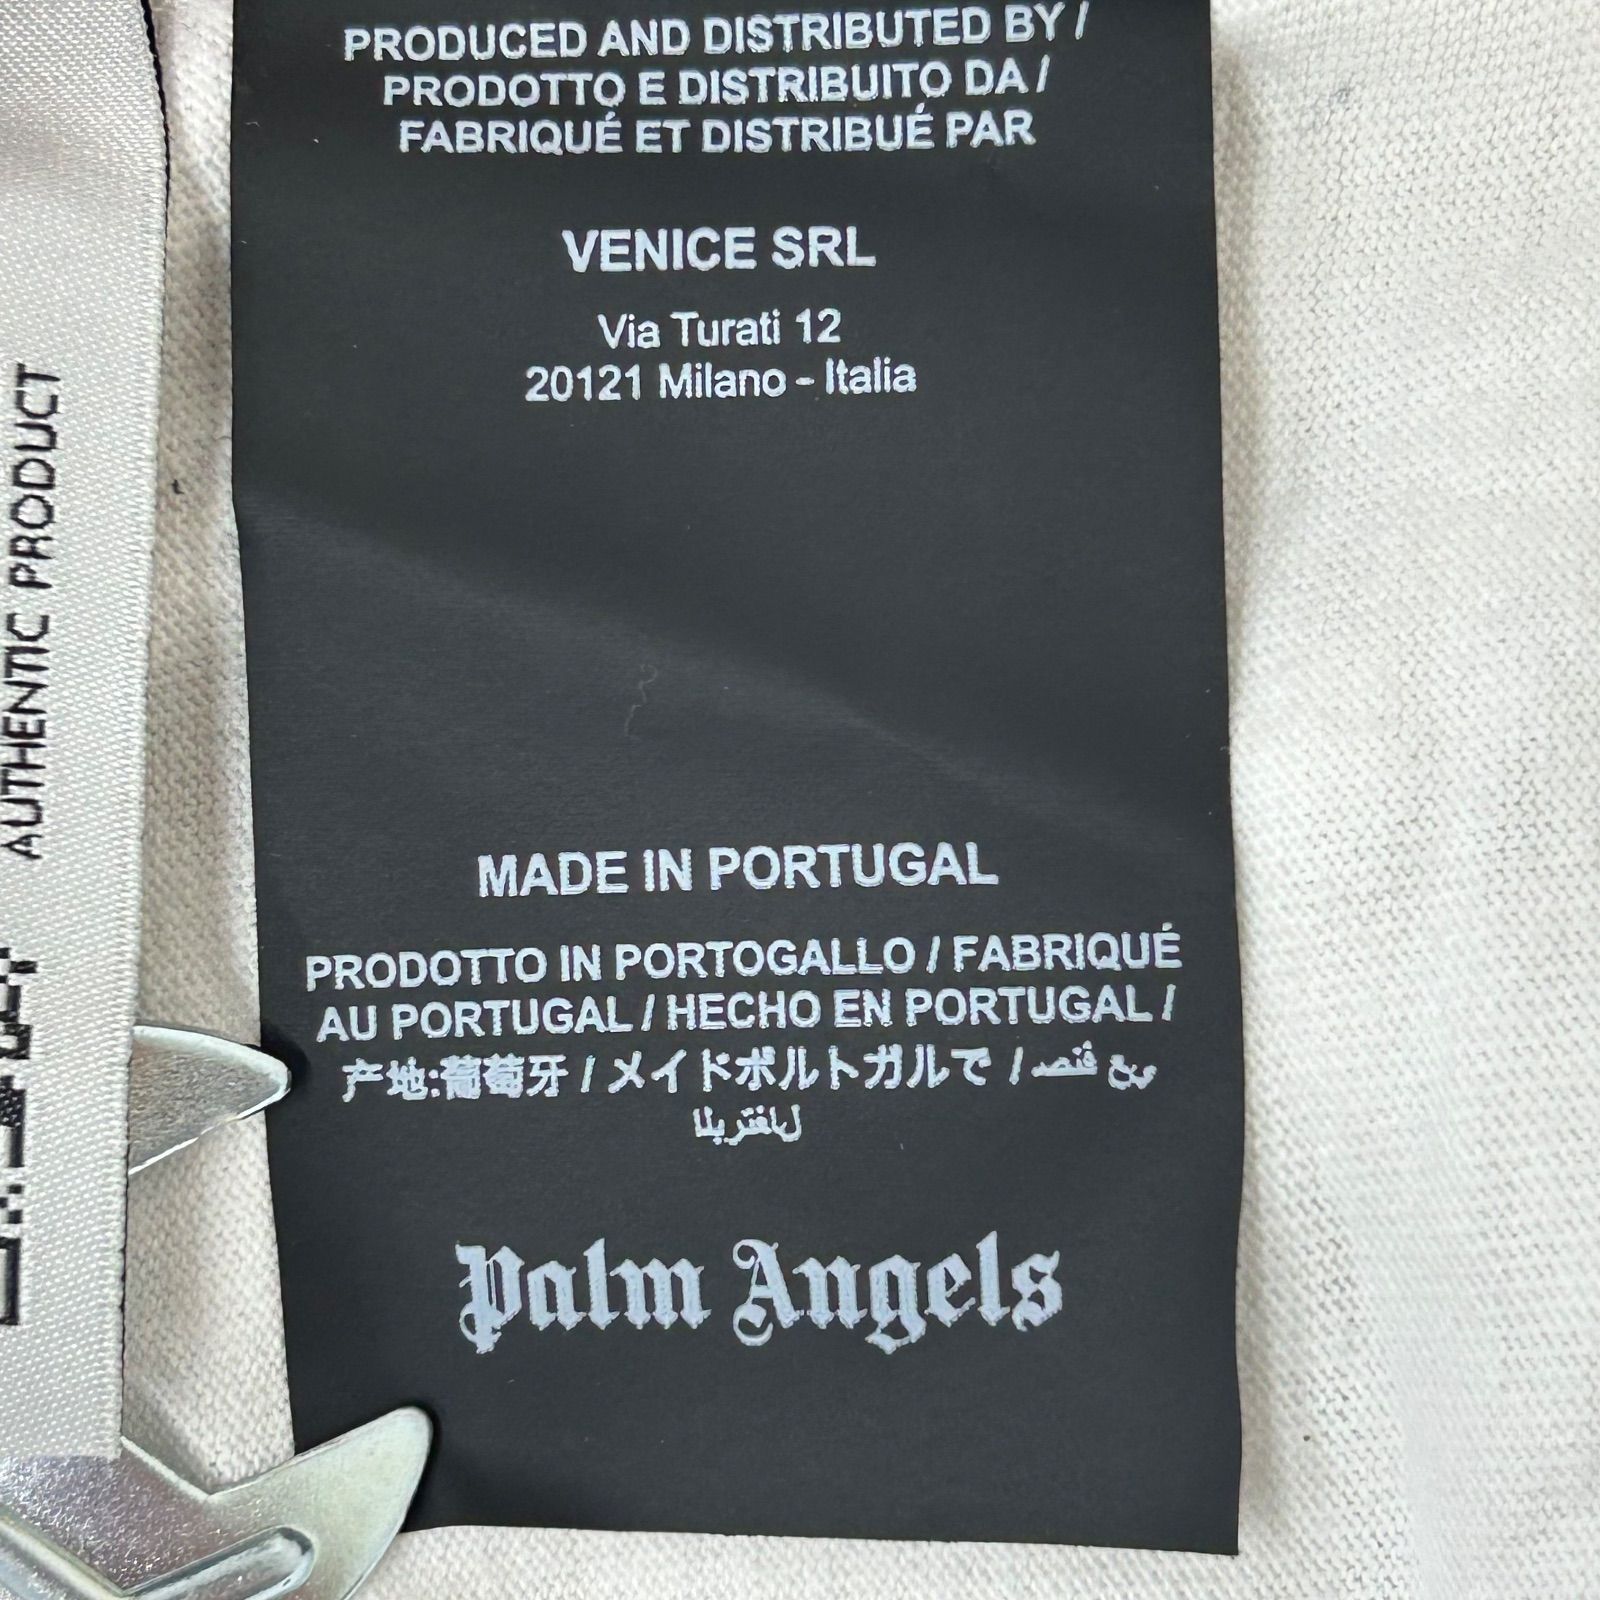 PRODUCED AND DISTRIBUTED BY /
PRODOTTO E DISTRIBUITO DA /
FABRIQUÉ ET DISTRIBUÉ PAR
VENICE SRL
Via Turati 12
20121 Milano - Italia
MADE IN PORTUGAL
PRODOTTO IN PORTOGALLO / FABRIQUÉ
AU PORTUGAL / HECHO EN PORTUGAL /
产地:葡萄牙 / メイドポルトガルで /
Palm Angels
AUTHENTIC PRODUCT